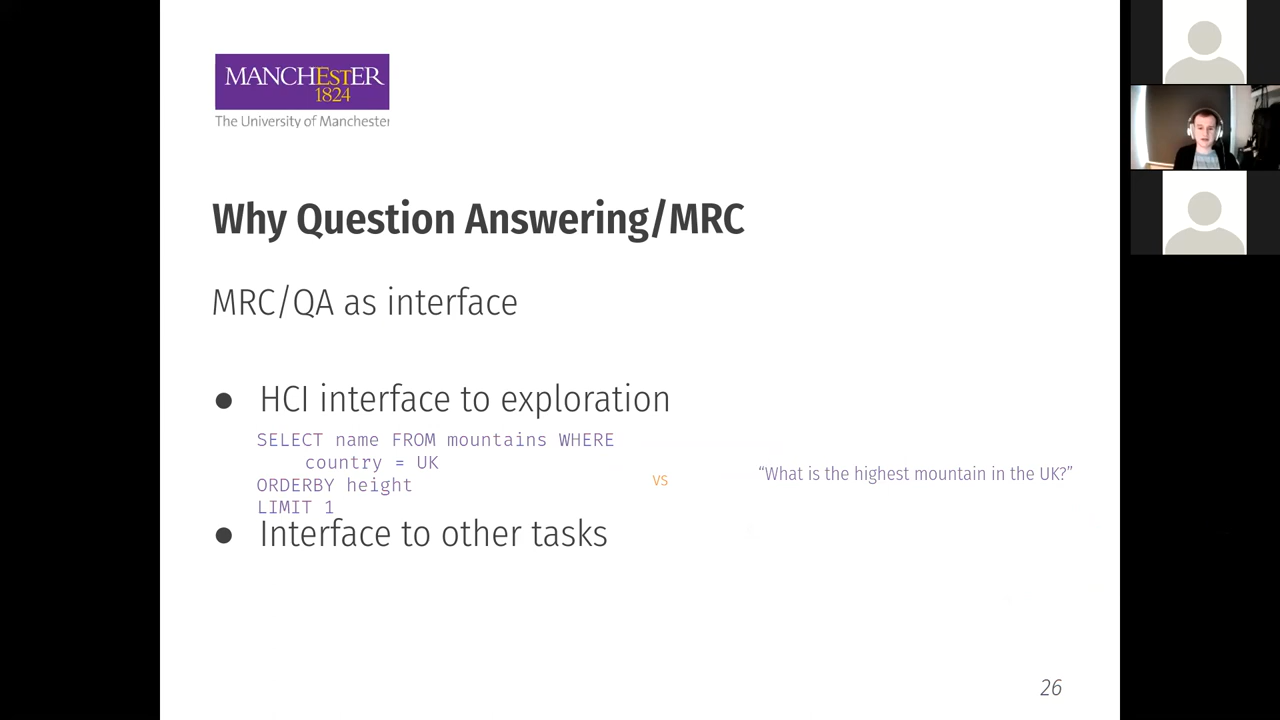 MANCHESTER
1824
The University of Manchester
Why Question Answering/MRC
MRC/QA as interface
● HCI interface to exploration
SELECT name FROM mountains WHERE
country = UK
ORDERBY height
LIMIT 1
vs
“What is the highest mountain in the UK?”
● Interface to other tasks
26